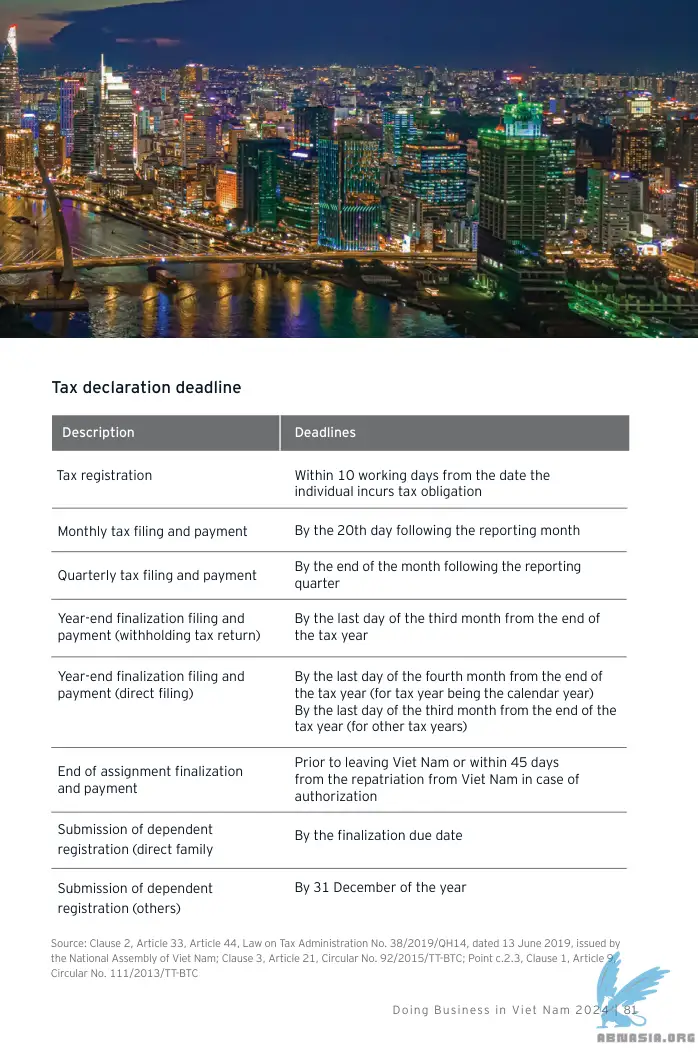 Tax declaration deadline
Description
Deadlines
Tax registration
Within 10 working days from the date the
individual incurs tax obligation
Monthly tax filing and payment
By the 20th day following the reporting month
Quarterly tax filing and payment
By the end of the month following the reporting
quarter
Year-end finalization filing and
payment (withholding tax return)
By the last day of the third month from the end of
the tax year
Year-end finalization filing and
payment (direct filing)
By the last day of the fourth month from the end of
the tax year (for tax year being the calendar year)
By the last day of the third month from the end of the
tax year (for other tax years)
End of assignment finalization
and payment
Prior to leaving Viet Nam or within 45 days
from the repatriation from Viet Nam in case of
authorization
Submission of dependent
registration (direct family
By the finalization due date
Submission of dependent
registration (others)
By 31 December of the year
Source: Clause 2, Article 33, Article 44, Law on Tax Administration No. 38/2019/QH14, dated 13 June 2019, issued by
the National Assembly of Viet Nam; Clause 3, Article 21, Circular No. 92/2015/TT-BTC; Point c.2.3, Clause 1, Article 9,
Circular No. 111/2013/TT-BTC
Doing Business in Viet Nam 2024 | 81
ABNASIA.ORG